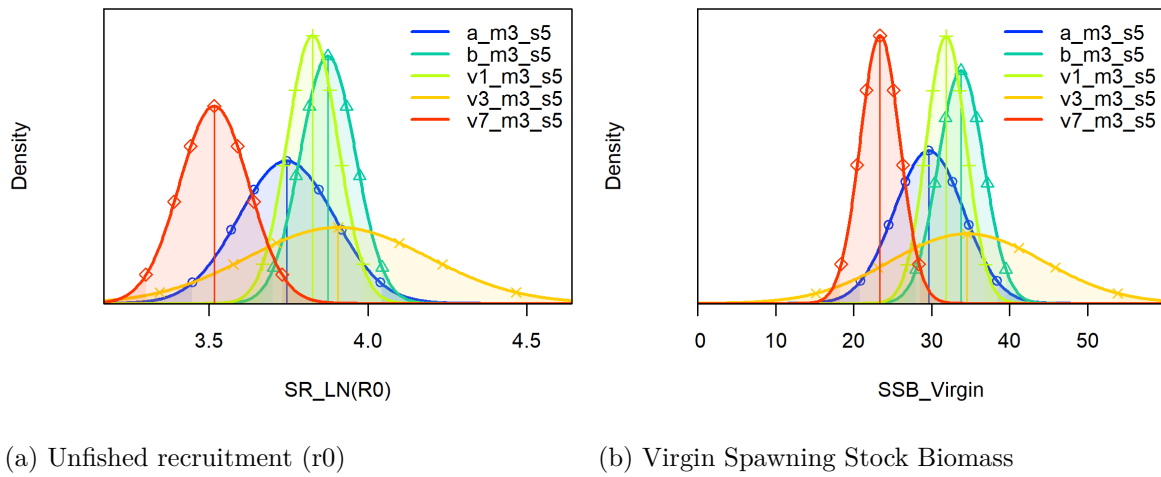 Density
a_m3_s5
b_m3_s5
v1_m3_s5
v3_m3_s5
v7_m3_s5
3.5 4.0 4.5
SR_LN(R0)
(a) Unfished recruitment (r0)
Density
a_m3_s5
b_m3_s5
v1_m3_s5
v3_m3_s5
v7_m3_s5
0 10 20 30 40 50
SSB_Virgin
(b) Virgin Spawning Stock Biomass